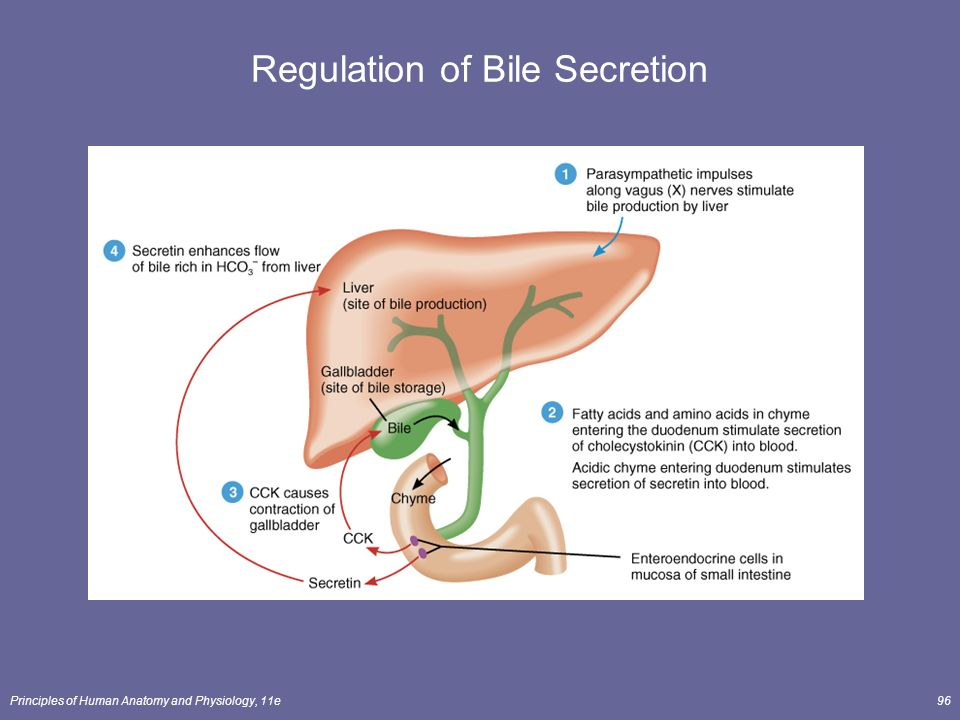 Regulation of Bile Secretion
1
Parasympathetic impulses
along vagus (X) nerves stimulate
bile production by liver
4
Secretin enhances flow
of bile rich in HCO₃⁻ from liver
Liver
(site of bile production)
Gallbladder
(site of bile storage)
Bile
2
Fatty acids and amino acids in chyme
entering the duodenum stimulate secretion
of cholecystokinin (CCK) into blood.
Acidic chyme entering duodenum stimulates
secretion of secretin into blood.
3
CCK causes
contraction of
gallbladder
Chyme
CCK
Secretin
Enteroendocrine cells in
mucosa of small intestine
Principles of Human Anatomy and Physiology, 11e
96